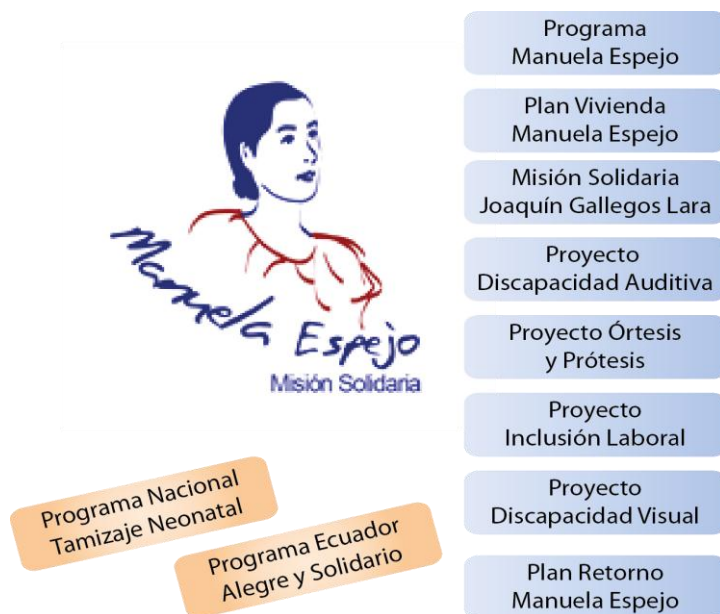 Manuela Espejo
Misión Solidaria
Programa
Manuela Espejo
Plan Vivienda
Manuela Espejo
Misión Solidaria
Joaquín Gallegos Lara
Proyecto
Discapacidad Auditiva
Proyecto Órtesis
y Prótesis
Proyecto
Inclusión Laboral
Proyecto
Discapacidad Visual
Plan Retorno
Manuela Espejo
Programa Nacional
Tamizaje Neonatal
Programa Ecuador
Alegre y Solidario